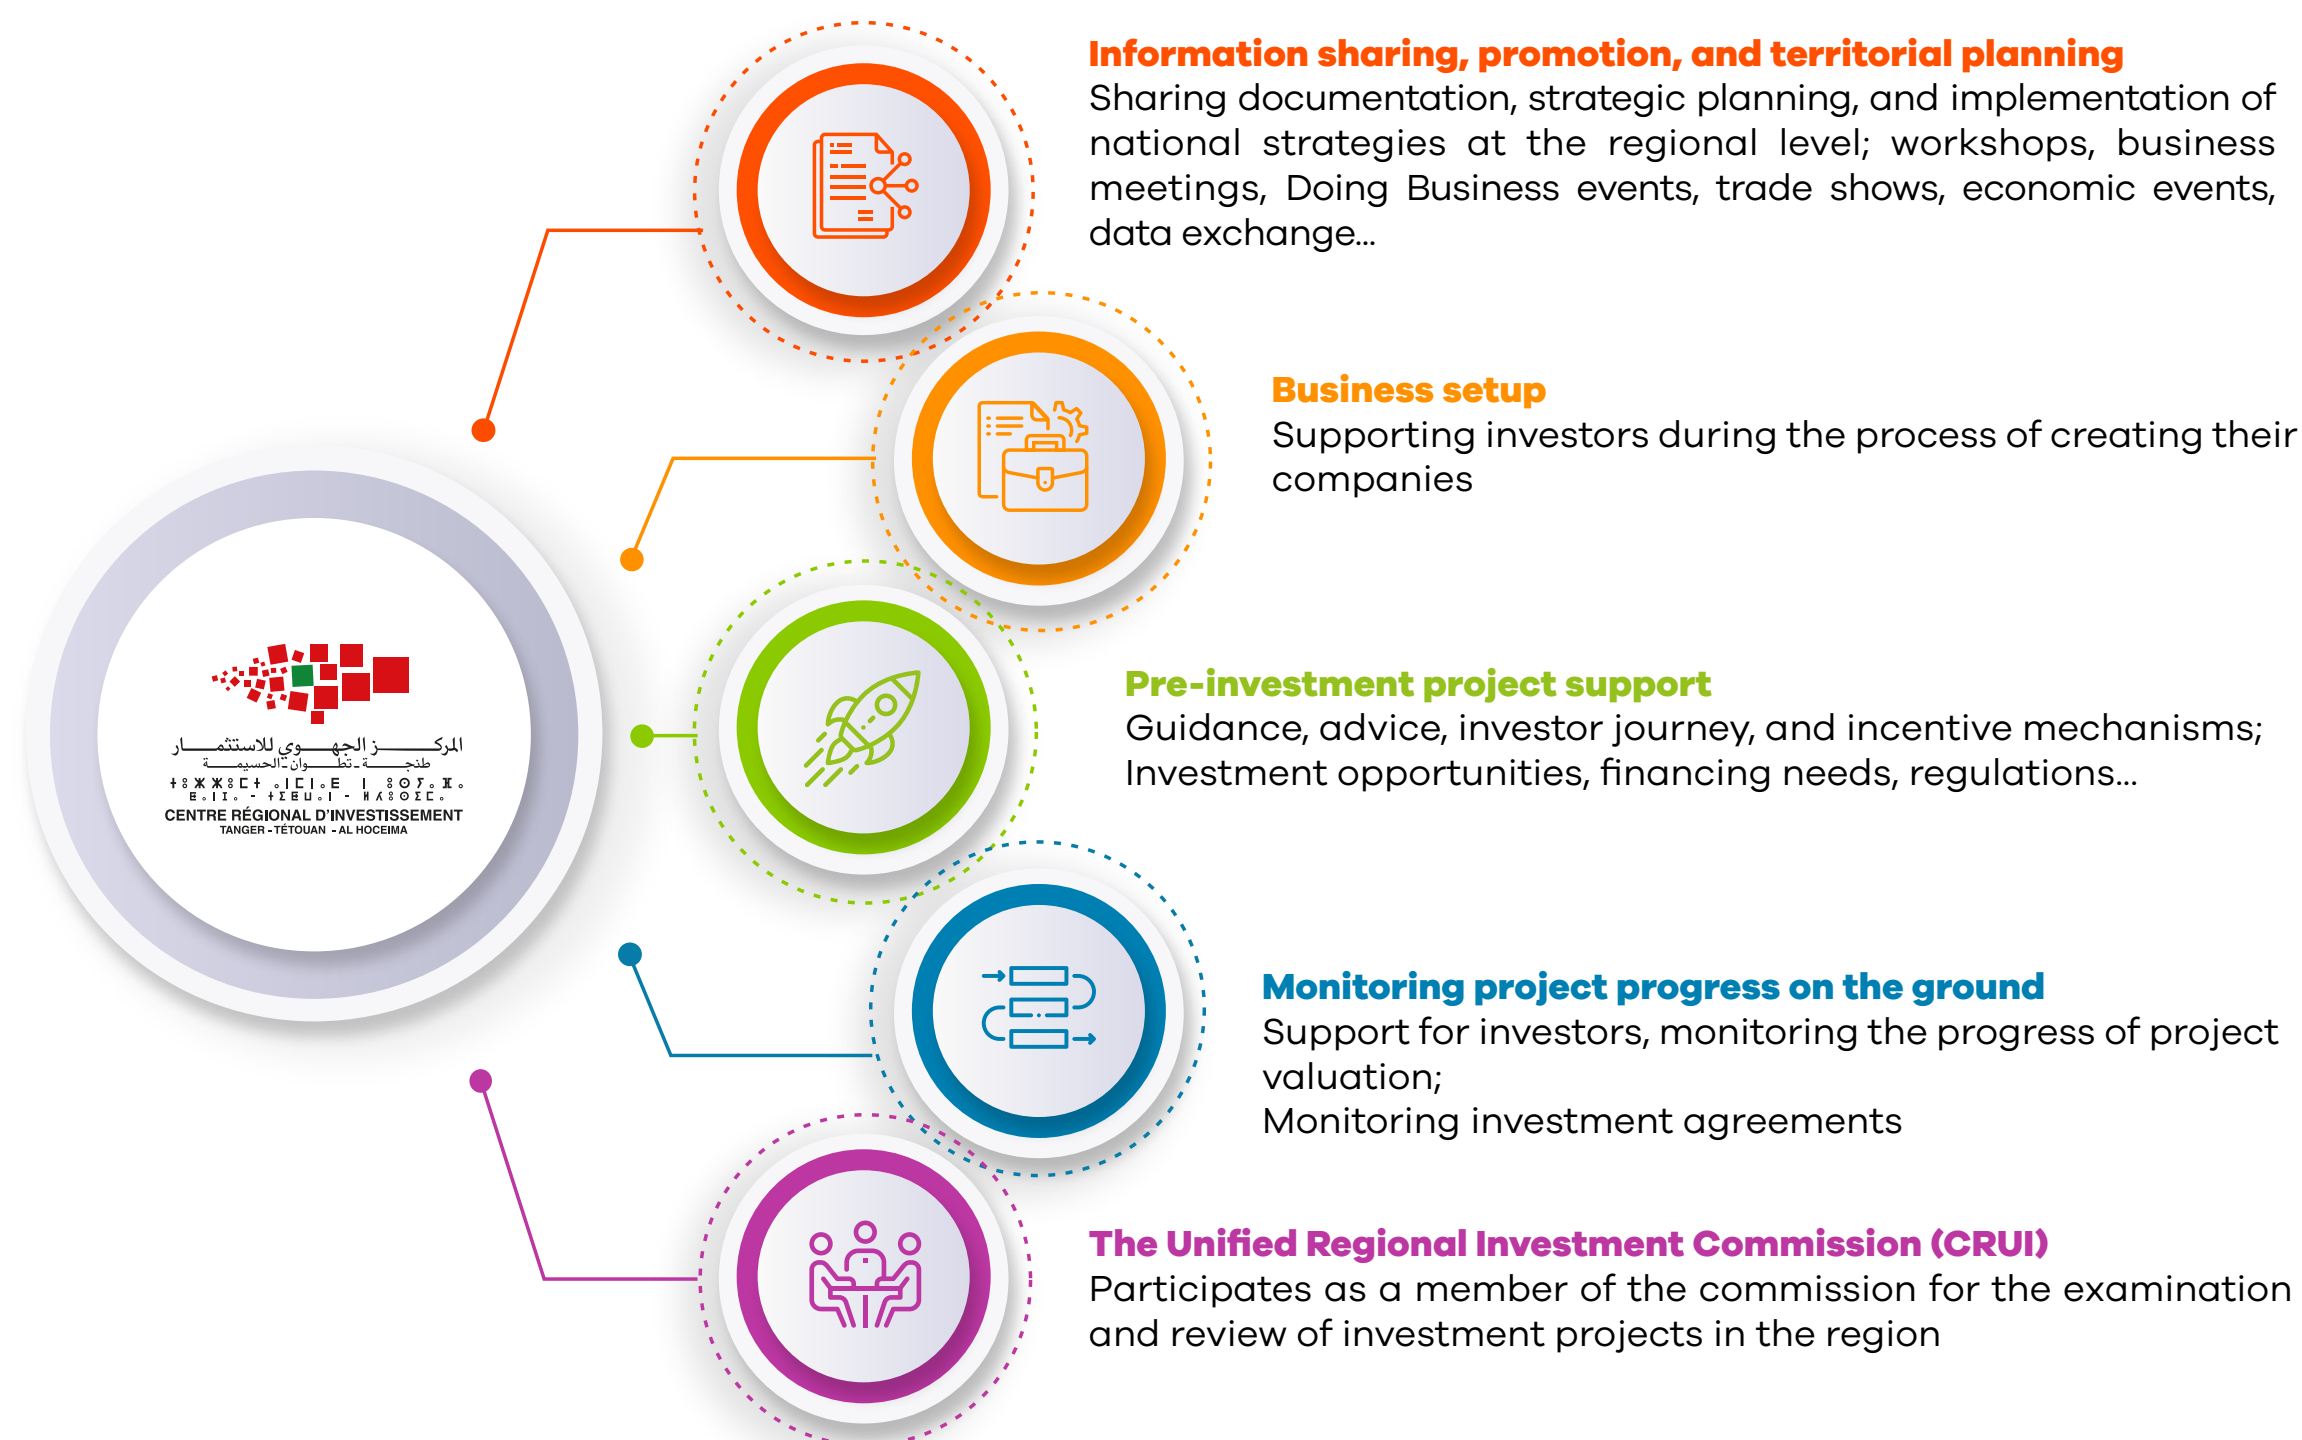 Information sharing, promotion, and territorial planning
Sharing documentation, strategic planning, and implementation of
national strategies at the regional level; workshops, business
meetings, Doing Business events, trade shows, economic events,
data exchange...
Business setup
Supporting investors during the process of creating their
companies
المركز الجهوي للاستثمار
طنجة - تطوان - الحسيمة
ⵜⵓⵣⵣⵓⵎⵜ ⴰⵏⵎⵏⴰⴹ ⵏ ⵓⵙⵢⴰⴼⴰ
CENTRE RÉGIONAL D'INVESTISSEMENT
TANGER - TÉTOUAN - AL HOCEIMA
Pre-investment project support
Guidance, advice, investor journey, and incentive mechanisms;
Investment opportunities, financing needs, regulations...
Monitoring project progress on the ground
Support for investors, monitoring the progress of project
valuation;
Monitoring investment agreements
The Unified Regional Investment Commission (CRUI)
Participates as a member of the commission for the examination
and review of investment projects in the region